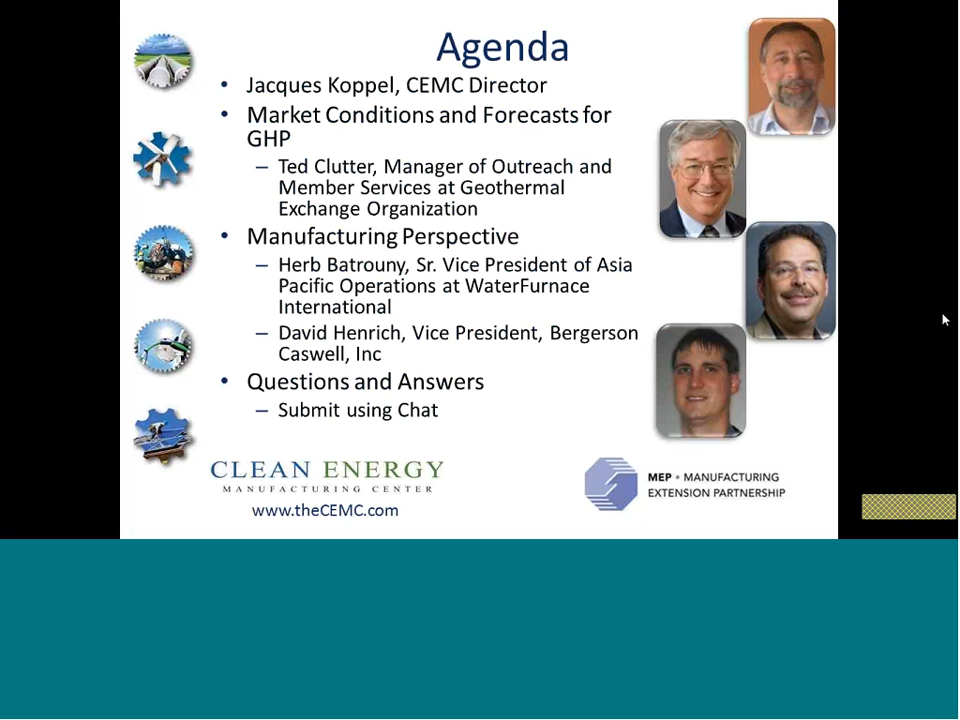 Agenda
• Jacques Koppel, CEMC Director
• Market Conditions and Forecasts for
GHP
– Ted Clutter, Manager of Outreach and
Member Services at Geothermal
Exchange Organization
• Manufacturing Perspective
– Herb Batrouny, Sr. Vice President of Asia
Pacific Operations at WaterFurnace
International
– David Henrich, Vice President, Bergerson
Caswell, Inc
• Questions and Answers
– Submit using Chat
CLEAN ENERGY
MANUFACTURING CENTER
www.theCEMC.com
MEP • MANUFACTURING
EXTENSION PARTNERSHIP